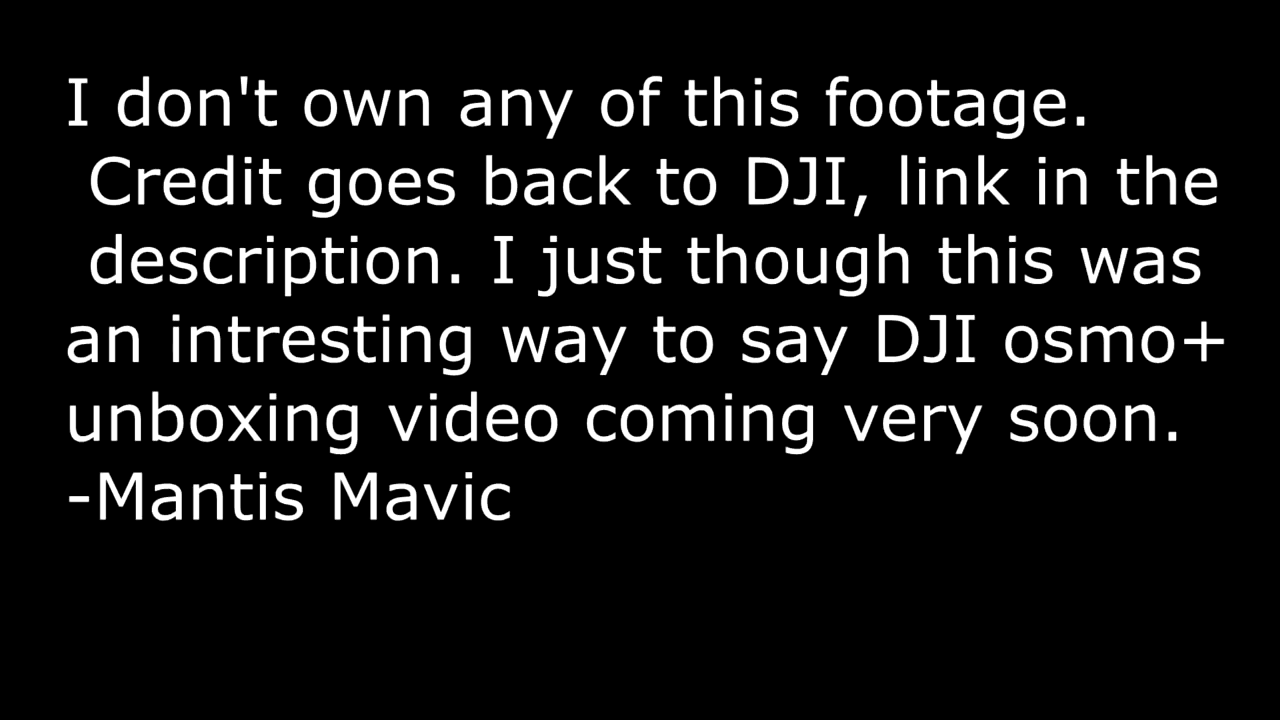 I don't own any of this footage.
Credit goes back to DJI, link in the
description. I just though this was
an intresting way to say DJI osmo+
unboxing video coming very soon.
-Mantis Mavic